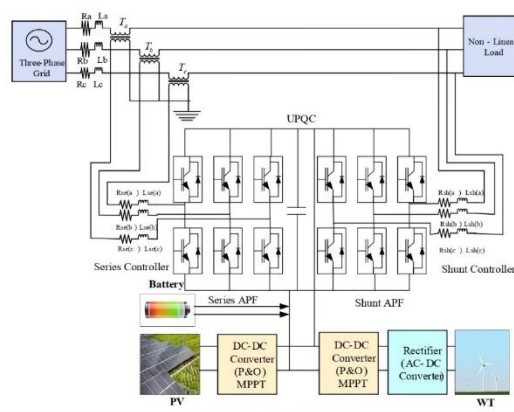 Ra La
Ta
Rb Lb
Tb
Rc Lc
Tc
Three-Phase
Grid
Non - Linear
Load
UPQC
Rse(a) Lse(a)
Rse(b) Lse(b)
Rse(c) Lse(c)
Rsh(a) Lsh(a)
Rsh(b) Lsh(b)
Rsh(c) Lsh(c)
Series Controller
Shunt Controller
Battery
Series APF
Shunt APF
DC-DC
Converter
(P&O)
MPPT
DC-DC
Converter
(P&O)
MPPT
Rectifier
(AC-DC
Converter)
PV
WT